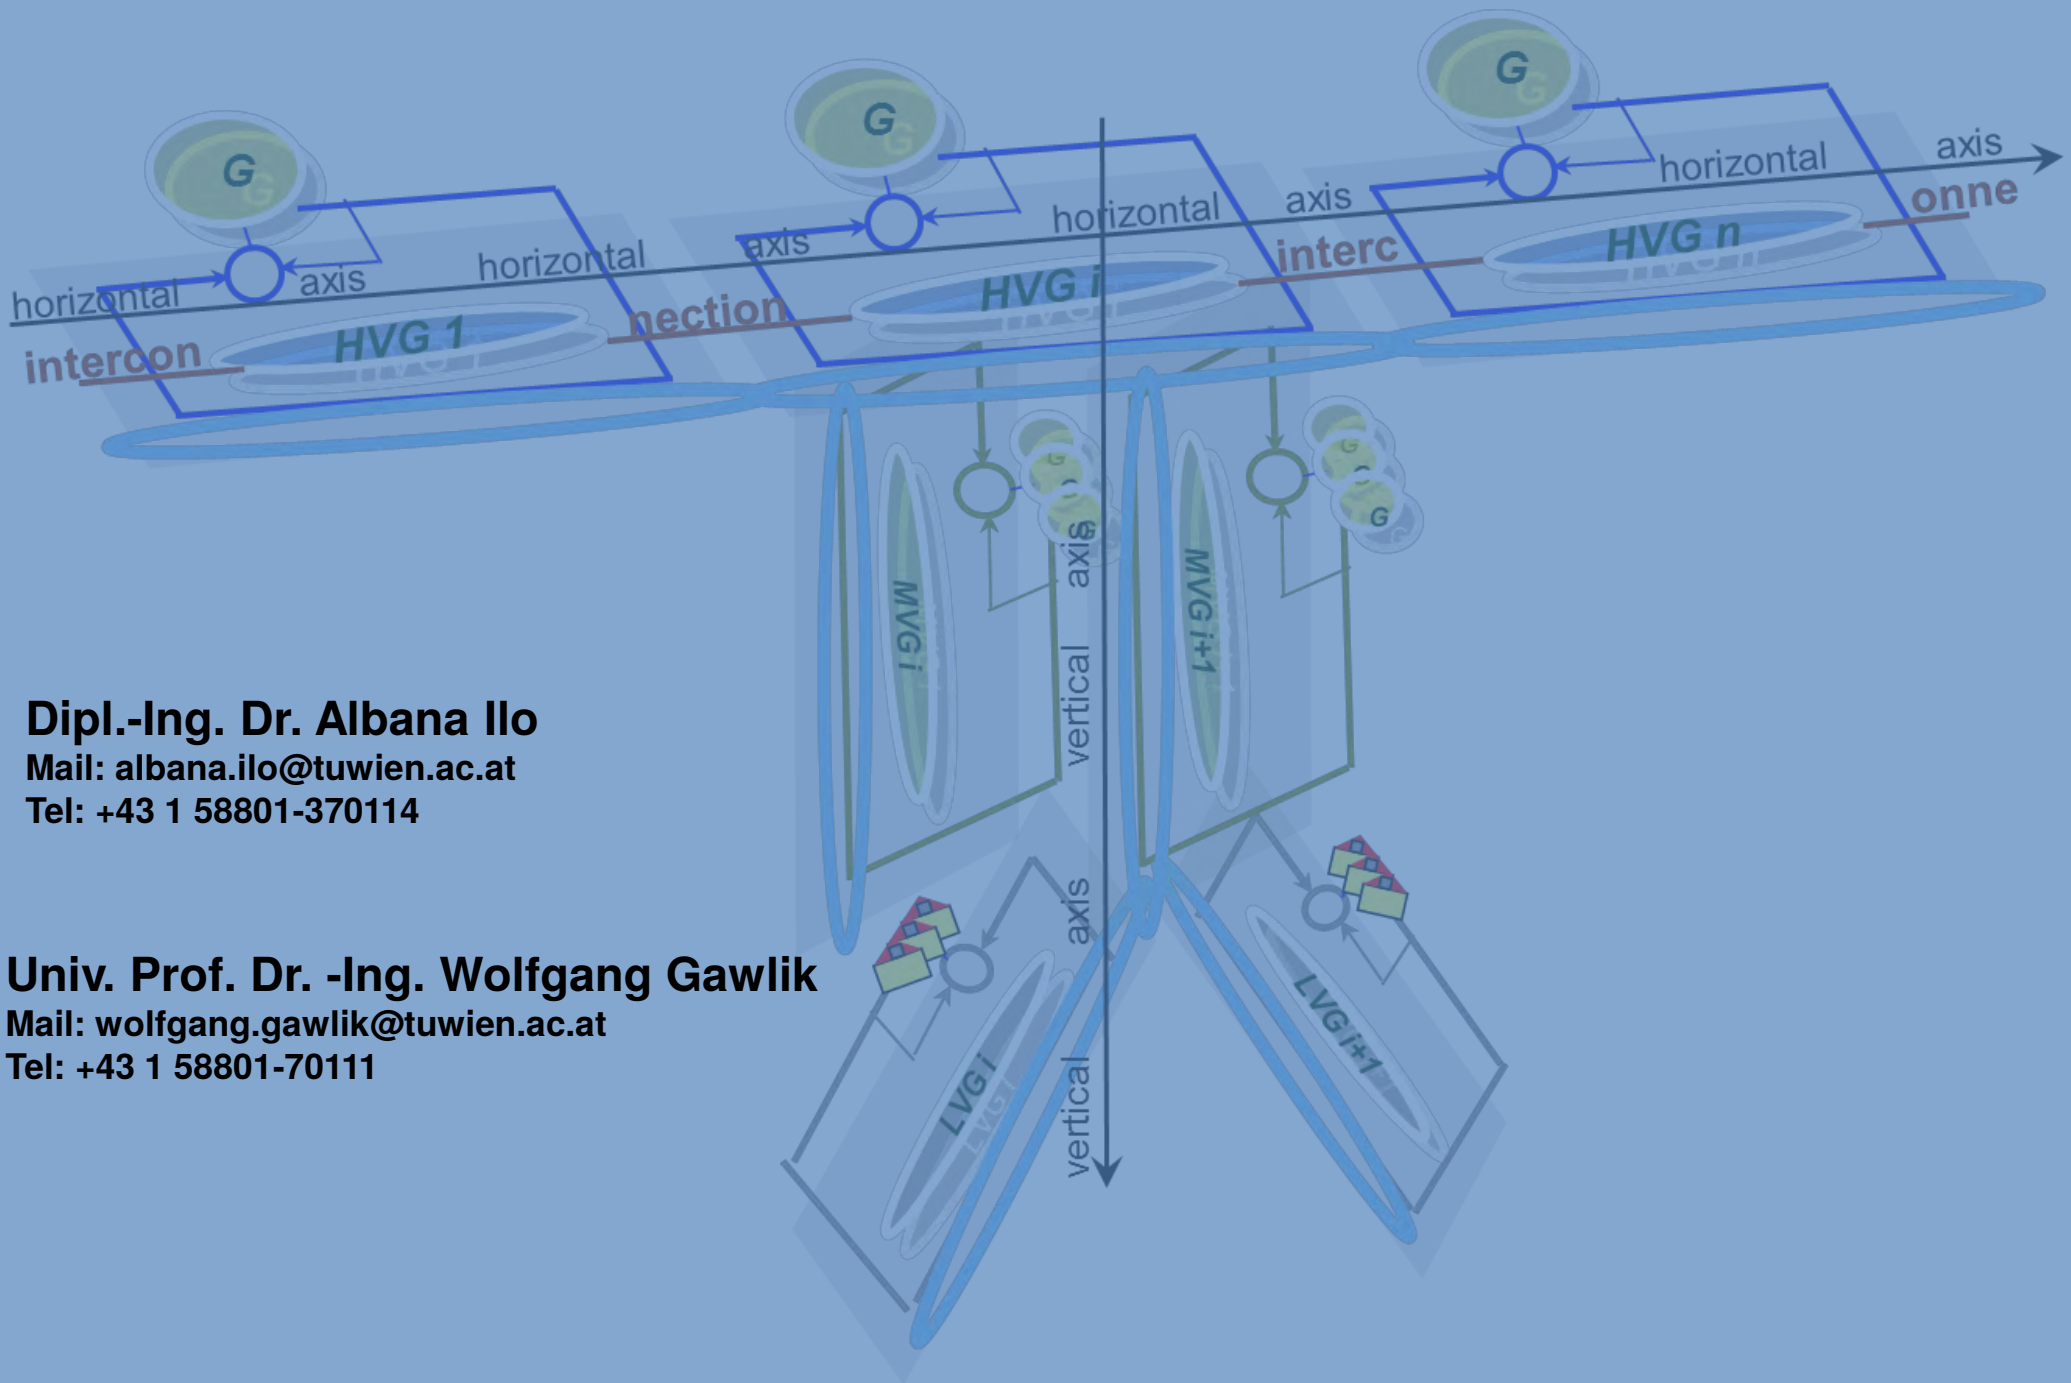 G
G
G
horizontal axis horizontal axis horizontal axis horizontal axis
HVG 1
HVG i
HVG n
intercon nection interc onne
G
G
G
G
MVG i
MVG i+1
vertical axis vertical axis
Dipl.-Ing. Dr. Albana Ilo
Mail: albana.ilo@tuwien.ac.at
Tel: +43 1 58801-370114
Univ. Prof. Dr. -Ing. Wolfgang Gawlik
Mail: wolfgang.gawlik@tuwien.ac.at
Tel: +43 1 58801-70111
LVG i
LVG i+1